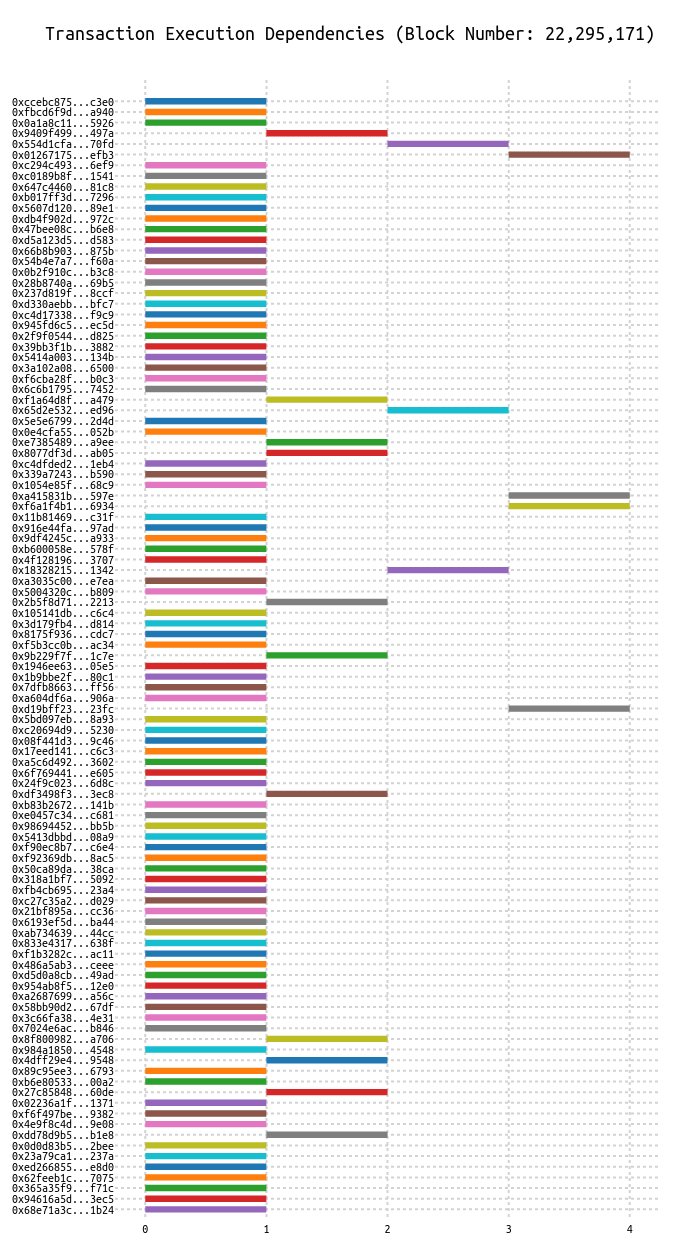 Transaction Execution Dependencies (Block Number: 22,295,171)
0xccebc875...c3e0
0xfbcd6f9d...a940
0x0a1a8c11...5926
0x9409f499...497a
0x554d1cfa...70fd
0x01267175...efb3
0xc294c493...6ef9
0xc0189b8f...1541
0x647c4460...81c8
0xb017ff3d...7296
0x5607d120...89e1
0xdb4f902d...972c
0x47bee08c...b6e8
0xd5a123d5...d583
0x66b8b903...875b
0x54b4e7a7...f60a
0x0b2f910c...b3c8
0x28b8740a...69b5
0x237d819f...8ccf
0xd330aebb...bfc7
0xc4d17338...f9c9
0x945fd6c5...ec5d
0x2f9f0544...d825
0x39bb3f1b...3882
0x5414a003...134b
0x3a102a08...6500
0xf6cba28f...b0c3
0x6c6b1795...7452
0xf1a64d8f...a479
0x65d2e532...ed96
0x5e5e6799...2d4d
0x0e4cfa55...052b
0xe7385489...a9ee
0x8077df3d...ab05
0xc4dfded2...1eb4
0x339a7243...b590
0x1054e85f...68c9
0xa415831b...597e
0xf6a1f4b1...6934
0x11b81469...c31f
0x916e44fa...97ad
0x9df4245c...a933
0xb600058e...578f
0x4f128196...3707
0x18328215...1342
0xa3035c00...e7ea
0x5004320c...b809
0x2b5f8d71...2213
0x105141db...c6c4
0x3d179fb4...d814
0x8175f936...cdc7
0xf5b3cc0b...ac34
0x9b229f7f...1c7e
0x1946ee63...05e5
0x1b9bbe2f...80c1
0x7dfb8663...ff56
0xa604df6a...906a
0xd19bff23...23fc
0x5bd097eb...8a93
0xc20694d9...5230
0x08f441d3...9c46
0x17eed141...c6c3
0xa5c6d492...3602
0x6f769441...e605
0x24f9c023...6d8c
0xdf3498f3...3ec8
0xb83b2672...141b
0xe0457c34...c681
0x98694452...bb5b
0x5413dbbd...08a9
0xf90ec8b7...c6e4
0xf92369db...8ac5
0x50ca89da...38ca
0x318a1bf7...5092
0xfb4cb695...23a4
0xc27c35a2...d029
0x21bf895a...cc36
0x6193ef5d...ba44
0xab734639...44cc
0x833e4317...638f
0xf1b3282c...ac11
0x486a5ab3...ceee
0xd5d0a8cb...49ad
0x954ab8f5...12e0
0xa2687699...a56c
0x58bb90d2...67df
0x3c66fa38...4e31
0x7024e6ac...b846
0x8f800982...a706
0x984a1850...4548
0x4dff29e4...9548
0x89c95ee3...6793
0xb6e80533...00a2
0x27c85848...60de
0x02236a1f...1371
0xf6f497be...9382
0x4e9f8c4d...9e08
0xdd78d9b5...b1e8
0x0d0d83b5...2bee
0x23a79ca1...237a
0xed266855...e8d0
0x62feeb1c...7075
0x365a35f9...f71c
0x94616a5d...3ec5
0x68e71a3c...1b24
0 1 2 3 4